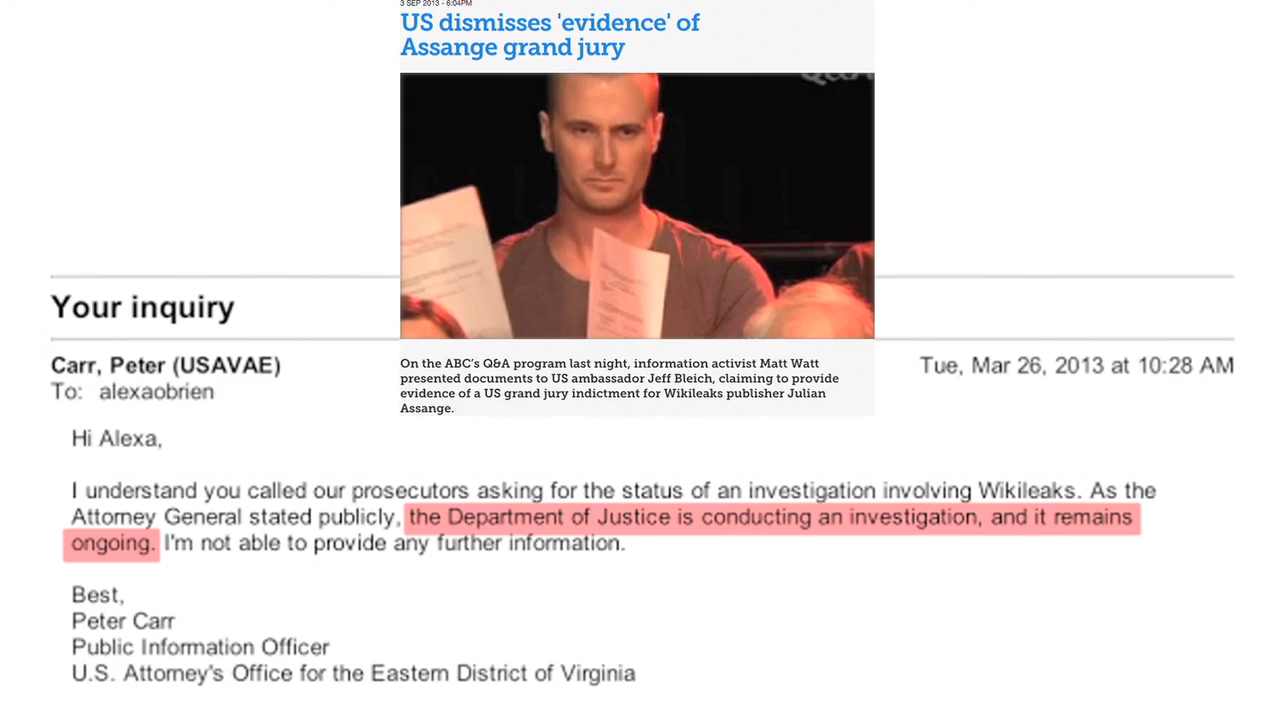 3 SEP 2013 - 6:04PM
US dismisses 'evidence' of
Assange grand jury
On the ABC's Q&A program last night, information activist Matt Watt
presented documents to US ambassador Jeff Bleich, claiming to provide
evidence of a US grand jury indictment for Wikileaks publisher Julian
Assange.
Your inquiry
Carr, Peter (USAVAE)
Tue, Mar 26, 2013 at 10:28 AM
To: alexaobrien
Hi Alexa,
I understand you called our prosecutors asking for the status of an investigation involving Wikileaks. As the
Attorney General stated publicly, the Department of Justice is conducting an investigation, and it remains
ongoing. I'm not able to provide any further information.
Best,
Peter Carr
Public Information Officer
U.S. Attorney's Office for the Eastern District of Virginia